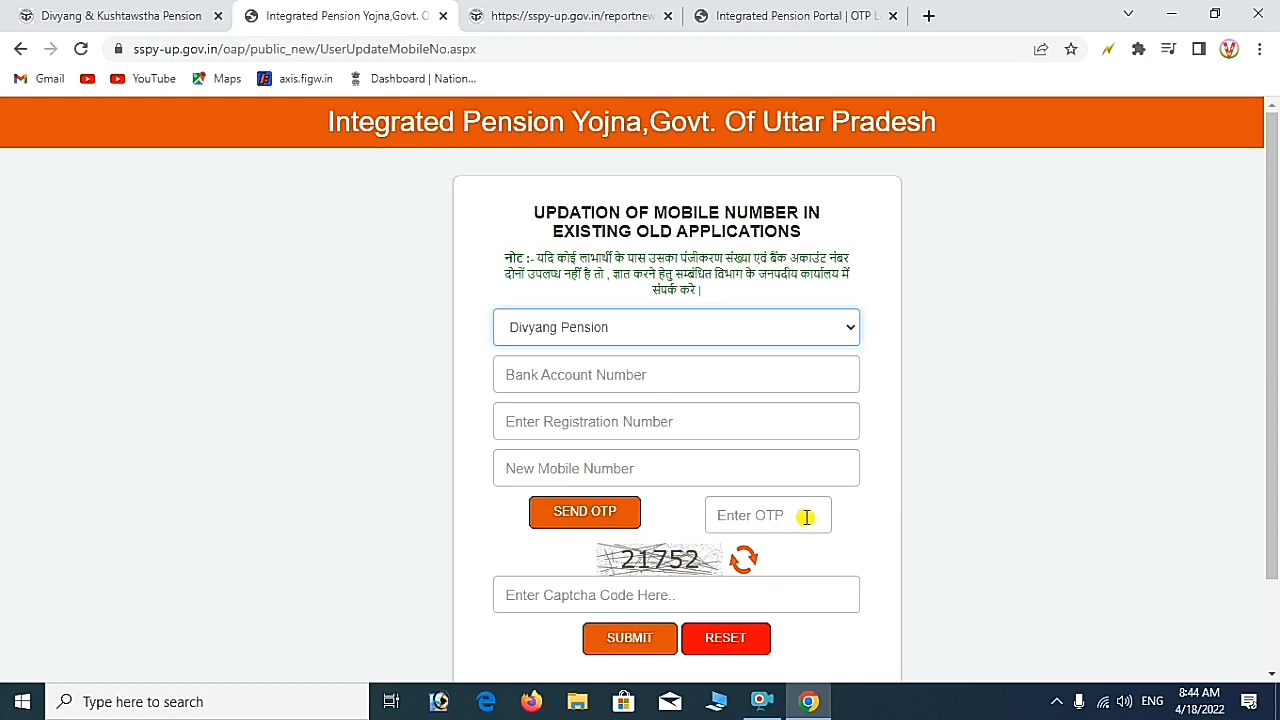 Divyang & Kushtawstha Pension
Integrated Pension Yojna,Govt. O
https://sspy-up.gov.in/reportnew
Integrated Pension Portal | OTP L
sspy-up.gov.in/oap/public_new/UserUpdateMobileNo.aspx
Gmail
YouTube
Maps
axis.figw.in
Dashboard | Nation...
Integrated Pension Yojna,Govt. Of Uttar Pradesh
UPDATION OF MOBILE NUMBER IN
EXISTING OLD APPLICATIONS
नोट :- यदि कोई लाभार्थी के पास उसका पंजीकरण संख्या एवं बैंक अकाउंट नंबर
दोनों उपलब्ध नहीं है तो , ज्ञात करने हेतु सम्बंधित विभाग के जनपदीय कार्यालय में
संपर्क करे |
Divyang Pension
Bank Account Number
Enter Registration Number
New Mobile Number
SEND OTP
Enter OTP
21752
Enter Captcha Code Here..
SUBMIT
RESET
Type here to search
ENG
8:44 AM
4/18/2022